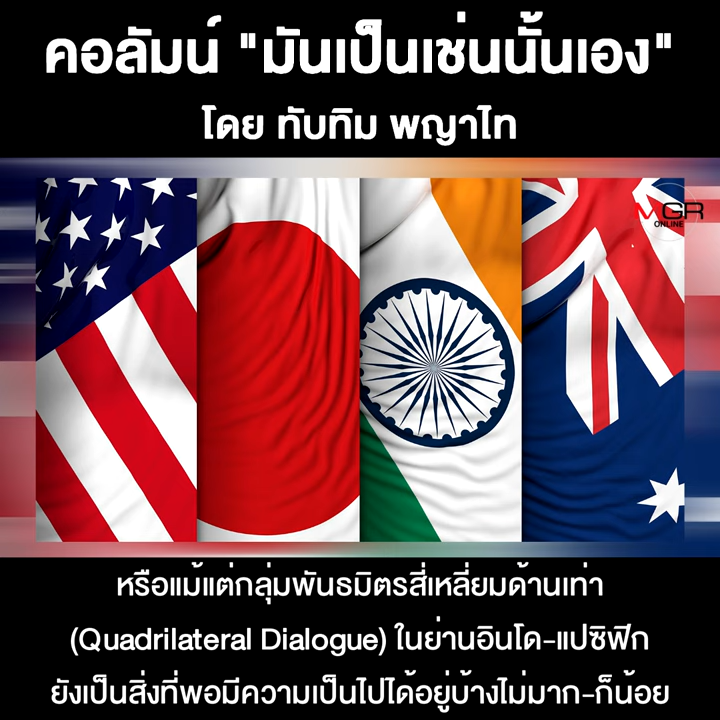 คอลัมน์ "มันเป็นเช่นนั้นเอง"
โดย ทับทิม พญาไท
MGR
ONLINE
หรือแม้แต่กลุ่มพันธมิตรสี่เหลี่ยมด้านเท่า
(Quadrilateral Dialogue) ในย่านอินโด-แปซิฟิก
ยังเป็นสิ่งที่พอมีความเป็นไปได้อยู่บ้างไม่มาก-ก็น้อย